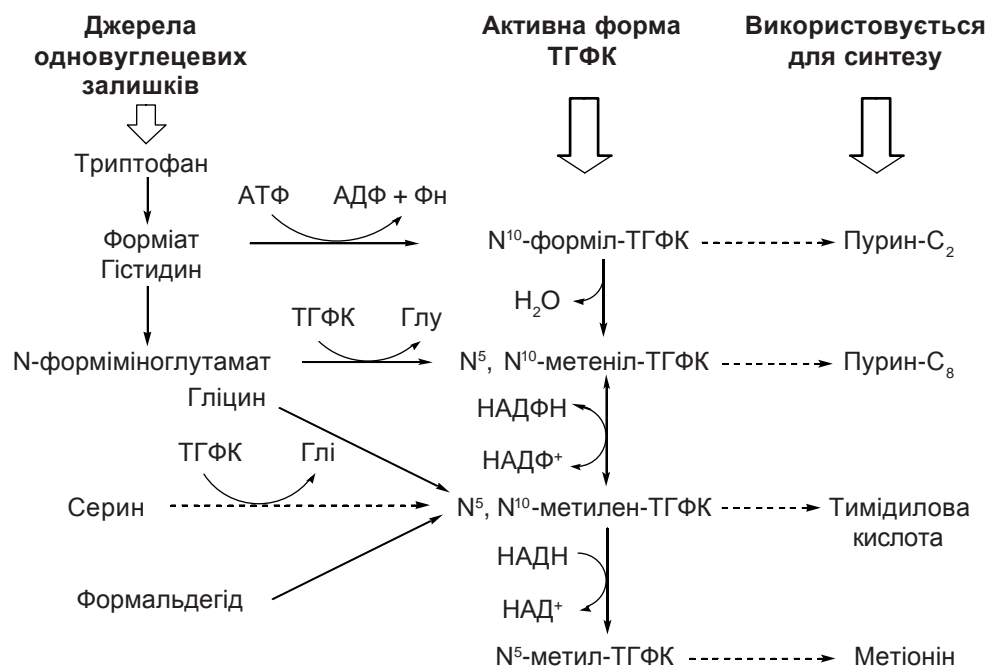 Джерела
одновуглецевих
залишків
Активна форма
ТГФК
Використовується
для синтезу
Триптофан
АТФ
АДФ + Фн
Форміат
N¹⁰-форміл-ТГФК
Пурин-С₂
Гістидин
H₂O
ТГФК
Глу
N-форміміноглутамат
N⁵, N¹⁰-метеніл-ТГФК
Пурин-С₈
Гліцин
НАДФН
НАДФ⁺
ТГФК
Глі
Серин
N⁵, N¹⁰-метилен-ТГФК
Тимідилова
кислота
НАДН
НАД⁺
Формальдегід
N⁵-метил-ТГФК
Метіонін